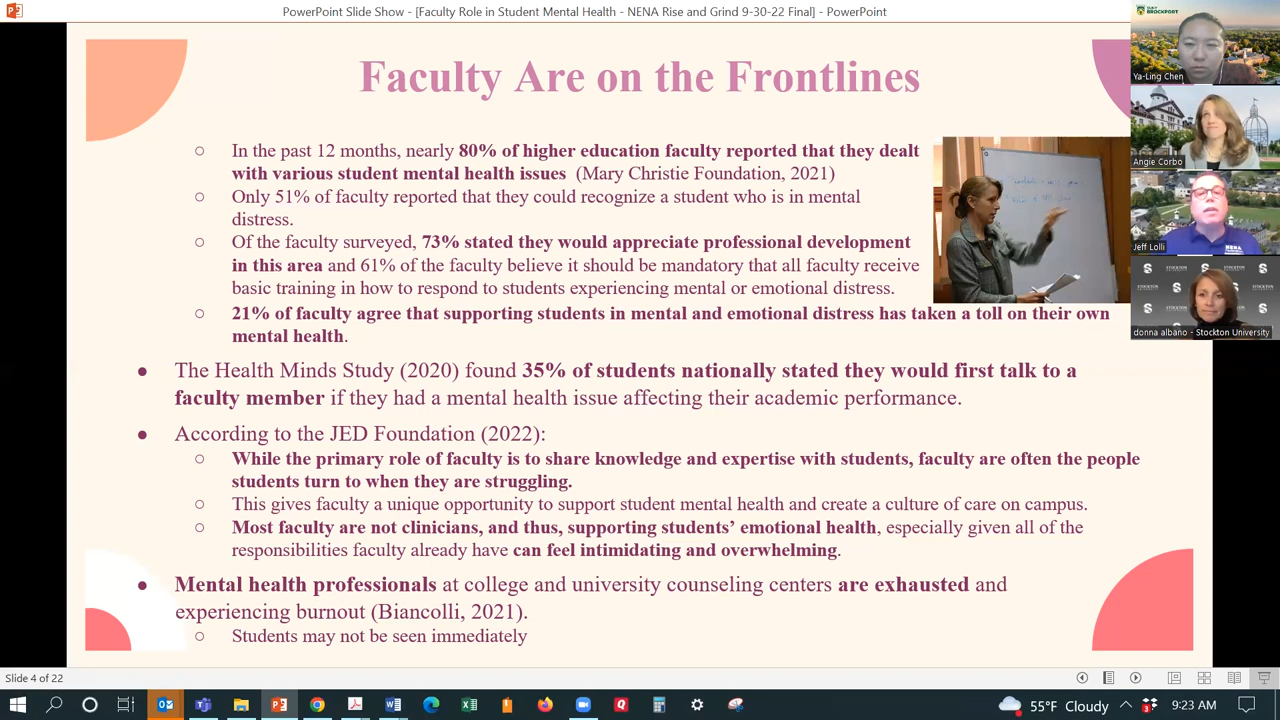 PowerPoint Slide Show - [Faculty Role in Student Mental Health - NENA Rise and Grind 9-30-22 Final] - PowerPoint
SUNY
BROCKPORT
Ya-Ling Chen
Angie Corbo
Jeff Lolli
NENA
STOCKTON
donna albano - Stockton University
Faculty Are on the Frontlines
○ In the past 12 months, nearly 80% of higher education faculty reported that they dealt
with various student mental health issues (Mary Christie Foundation, 2021)
○ Only 51% of faculty reported that they could recognize a student who is in mental
distress.
○ Of the faculty surveyed, 73% stated they would appreciate professional development
in this area and 61% of the faculty believe it should be mandatory that all faculty receive
basic training in how to respond to students experiencing mental or emotional distress.
○ 21% of faculty agree that supporting students in mental and emotional distress has taken a toll on their own
mental health.
● The Health Minds Study (2020) found 35% of students nationally stated they would first talk to a
faculty member if they had a mental health issue affecting their academic performance.
● According to the JED Foundation (2022):
○ While the primary role of faculty is to share knowledge and expertise with students, faculty are often the people
students turn to when they are struggling.
○ This gives faculty a unique opportunity to support student mental health and create a culture of care on campus.
○ Most faculty are not clinicians, and thus, supporting students’ emotional health, especially given all of the
responsibilities faculty already have can feel intimidating and overwhelming.
● Mental health professionals at college and university counseling centers are exhausted and
experiencing burnout (Biancolli, 2021).
○ Students may not be seen immediately
Slide 4 of 22
55°F Cloudy
9:23 AM